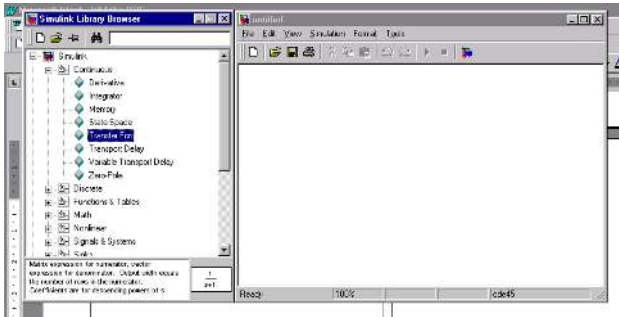 Simulink Library Browser
Simulink
Continuous
Derivative
Integrator
Memory
State-Space
Transfer Fcn
Transport Delay
Variable Transport Delay
Zero-Pole
Discrete
Functions & Tables
Math
Nonlinear
Signals & Systems
Sinks
Matrix expression for numerator, vector
expression for denominator. Output width equals
the number of rows in the numerator.
Coefficients are for descending powers of s.
1
s+1
untitled
File Edit View Simulation Format Tools
Ready 100% ode45